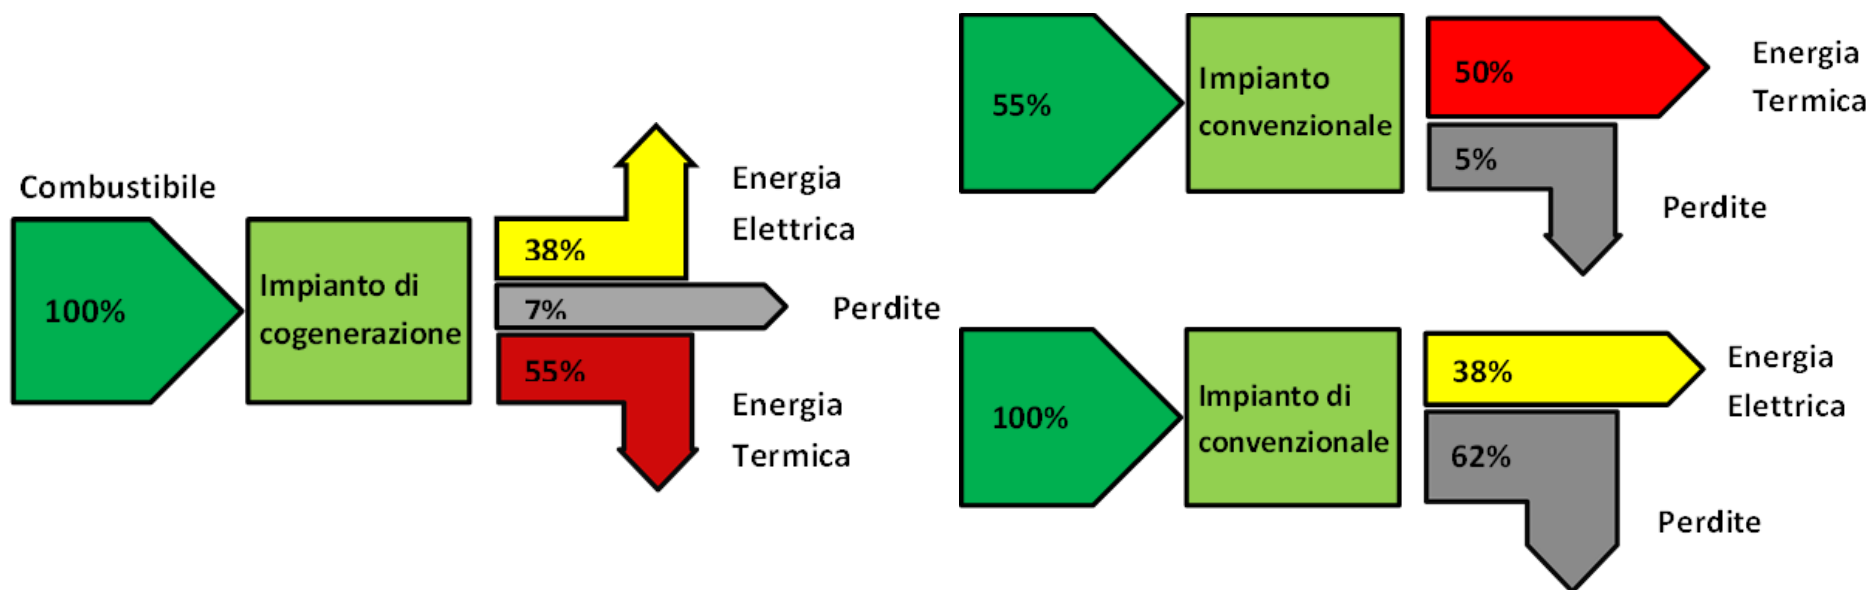 Combustibile
100%
Impianto di
cogenerazione
38%
Energia
Elettrica
7%
Perdite
55%
Energia
Termica
55%
Impianto
convenzionale
50%
Energia
Termica
5%
Perdite
100%
Impianto di
convenzionale
38%
Energia
Elettrica
62%
Perdite